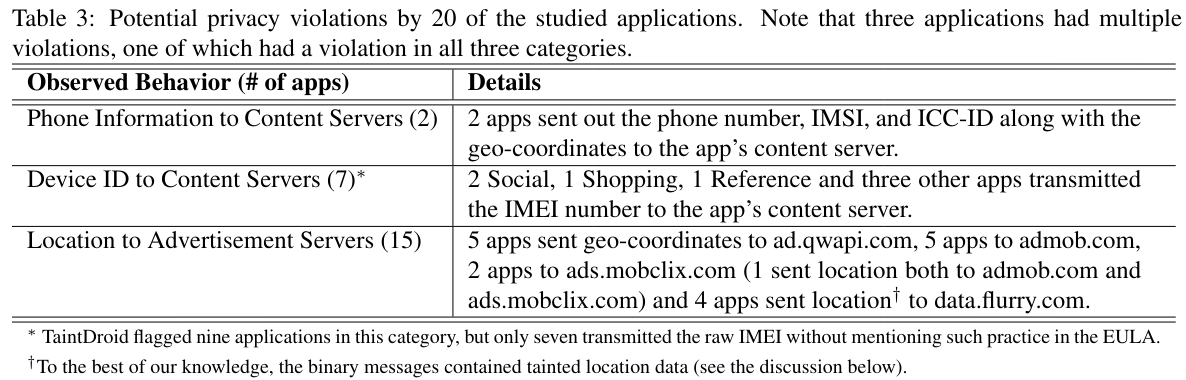 Table 3: Potential privacy violations by 20 of the studied applications. Note that three applications had multiple
violations, one of which had a violation in all three categories.
Observed Behavior (# of apps) Details
Phone Information to Content Servers (2) 2 apps sent out the phone number, IMSI, and ICC-ID along with the
geo-coordinates to the app's content server.
Device ID to Content Servers (7)* 2 Social, 1 Shopping, 1 Reference and three other apps transmitted
the IMEI number to the app's content server.
Location to Advertisement Servers (15) 5 apps sent geo-coordinates to ad.qwapi.com, 5 apps to admob.com,
2 apps to ads.mobclix.com (1 sent location both to admob.com and
ads.mobclix.com) and 4 apps sent location† to data.flurry.com.
* TaintDroid flagged nine applications in this category, but only seven transmitted the raw IMEI without mentioning such practice in the EULA.
†To the best of our knowledge, the binary messages contained tainted location data (see the discussion below).